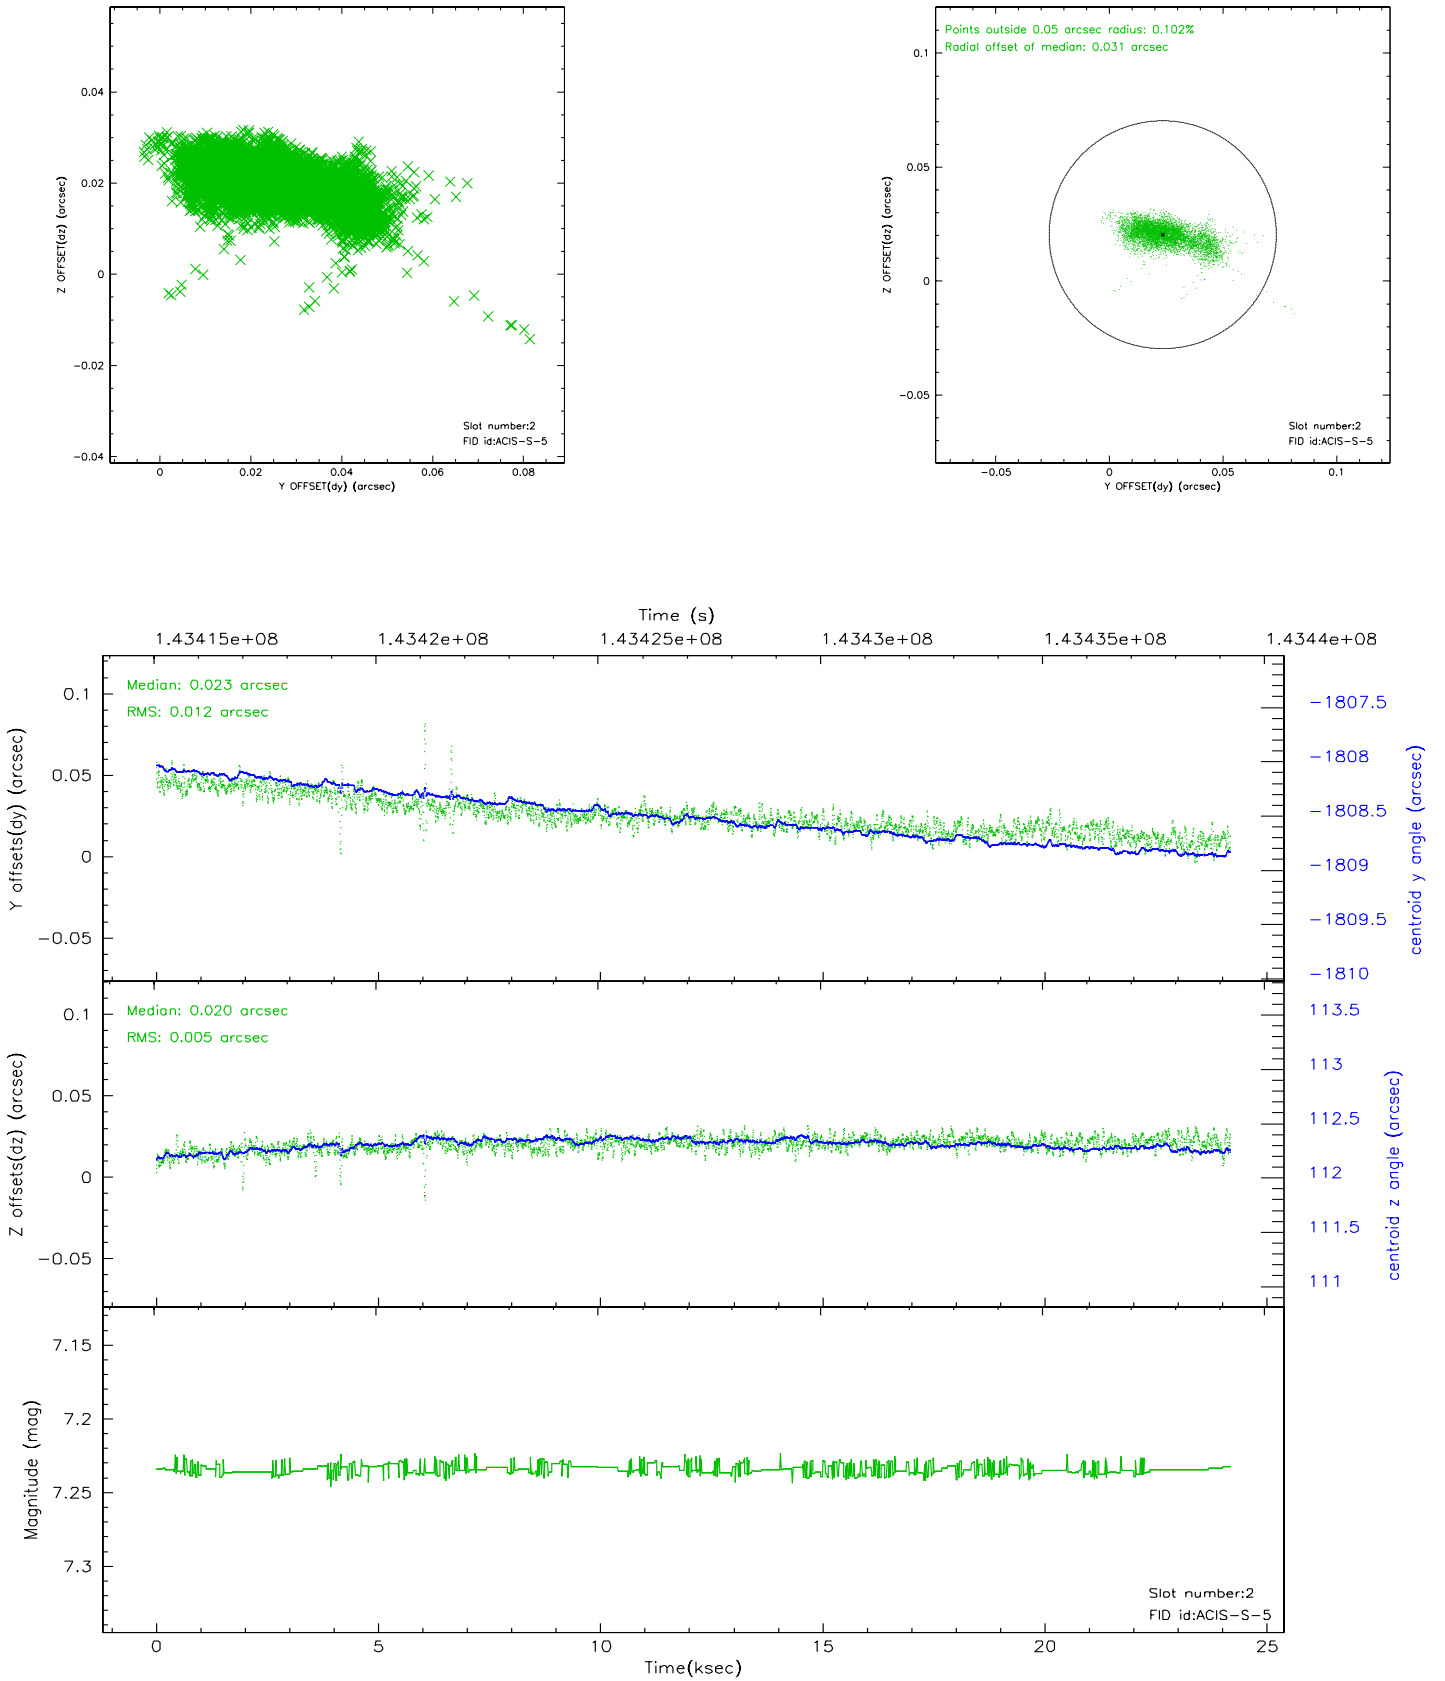 0.04
0.02
0
−0.02
−0.04
Z OFFSET(dz) (arcsec)
0
0.02
0.04
0.06
0.08
Y OFFSET(dy) (arcsec)
Slot number:2
FID id:ACIS−S−5
Points outside 0.05 arcsec radius: 0.102%
Radial offset of median: 0.031 arcsec
0.1
0.05
0
−0.05
Z OFFSET(dz) (arcsec)
−0.05
0
0.05
0.1
Y OFFSET(dy) (arcsec)
Slot number:2
FID id:ACIS−S−5
Time (s)
1.43415e+08
1.4342e+08
1.43425e+08
1.4343e+08
1.43435e+08
1.4344e+08
Median: 0.023 arcsec
RMS: 0.012 arcsec
0.1
0.05
0
−0.05
Y offsets(dy) (arcsec)
−1807.5
−1808
−1808.5
−1809
−1809.5
−1810
centroid y angle (arcsec)
Median: 0.020 arcsec
RMS: 0.005 arcsec
0.1
0.05
0
−0.05
Z offsets(dz) (arcsec)
113.5
113
112.5
112
111.5
111
centroid z angle (arcsec)
7.15
7.2
7.25
7.3
Magnitude (mag)
Slot number:2
FID id:ACIS−S−5
0
5
10
15
20
25
Time(ksec)